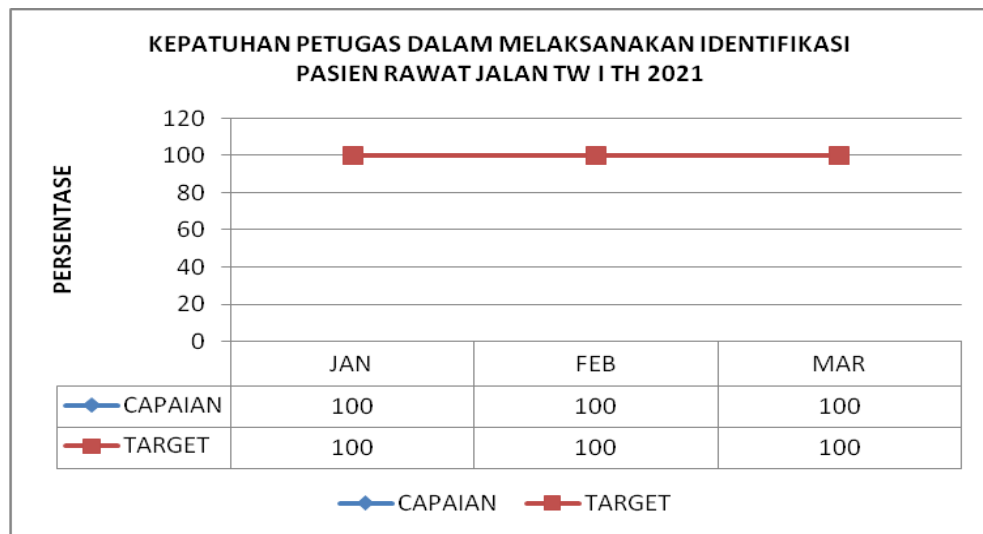 KEPATUHAN PETUGAS DALAM MELAKSANAKAN IDENTIFIKASI
PASIEN RAWAT JALAN TW I TH 2021
PERSENTASE
120
100
80
60
40
20
0
JAN FEB MAR
CAPAIAN 100 100 100
TARGET 100 100 100
CAPAIAN TARGET